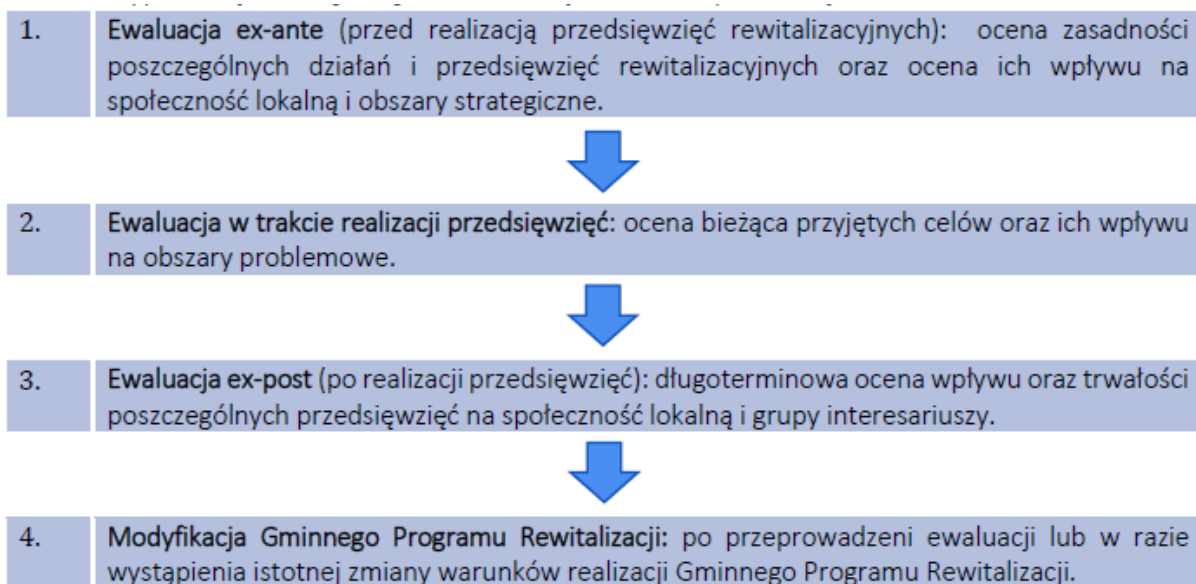 1. Ewaluacja ex-ante (przed realizacją przedsięwzięć rewitalizacyjnych): ocena zasadności
poszczególnych działań i przedsięwzięć rewitalizacyjnych oraz ocena ich wpływu na
społeczność lokalną i obszary strategiczne.
2. Ewaluacja w trakcie realizacji przedsięwzięć: ocena bieżąca przyjętych celów oraz ich wpływu
na obszary problemowe.
3. Ewaluacja ex-post (po realizacji przedsięwzięć): długoterminowa ocena wpływu oraz trwałości
poszczególnych przedsięwzięć na społeczność lokalną i grupy interesariuszy.
4. Modyfikacja Gminnego Programu Rewitalizacji: po przeprowadzeni ewaluacji lub w razie
wystąpienia istotnej zmiany warunków realizacji Gminnego Programu Rewitalizacji.